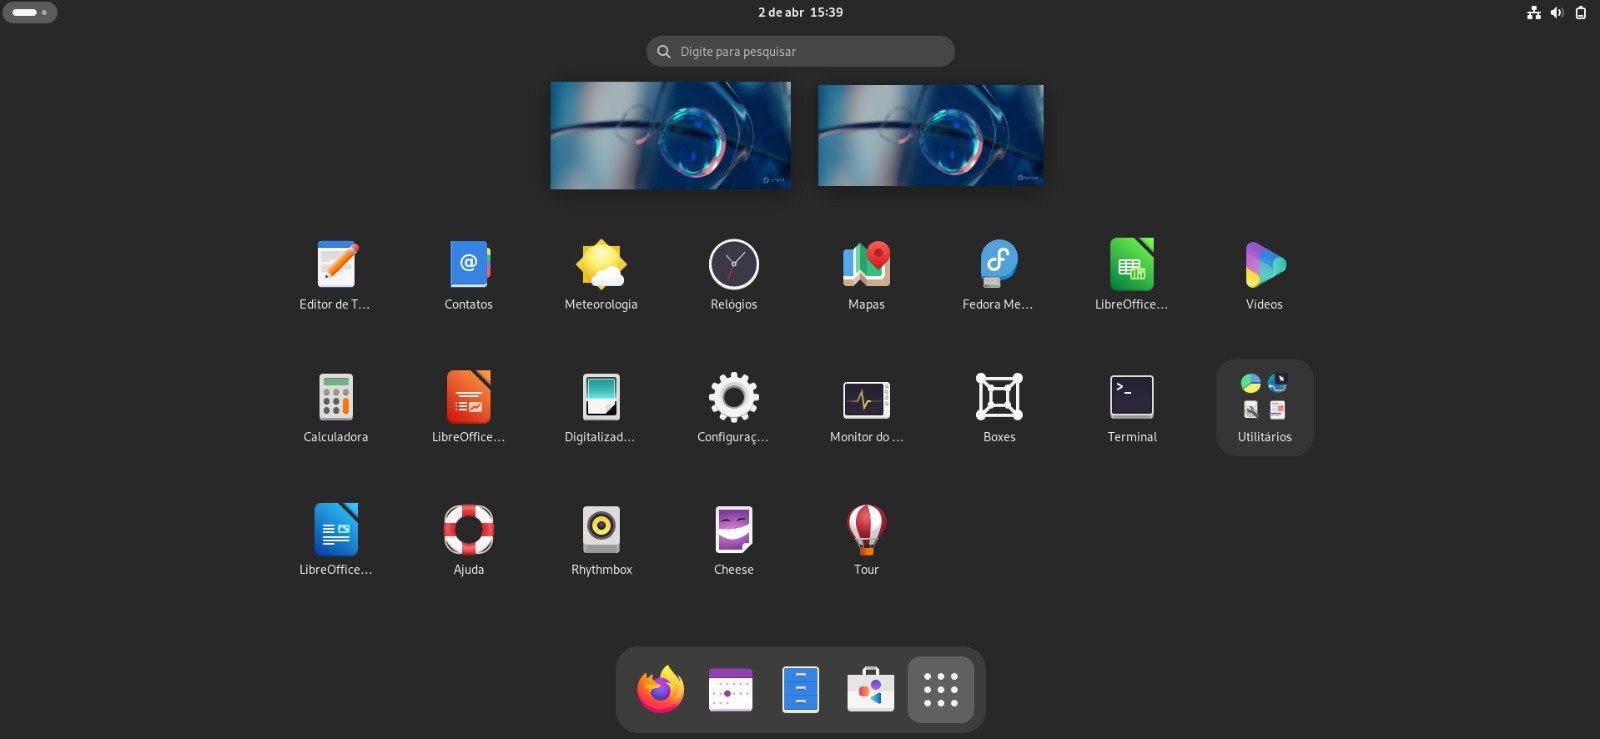 2 de abr 15:39
Digite para pesquisar
Editor de T...
Contatos
Meteorologia
Relógios
Mapas
Fedora Me...
LibreOffice...
Vídeos
Calculadora
LibreOffice...
Digitalizad...
Configuraç...
Monitor do ...
Boxes
Terminal
Utilitários
LibreOffice...
Ajuda
Rhythmbox
Cheese
Tour